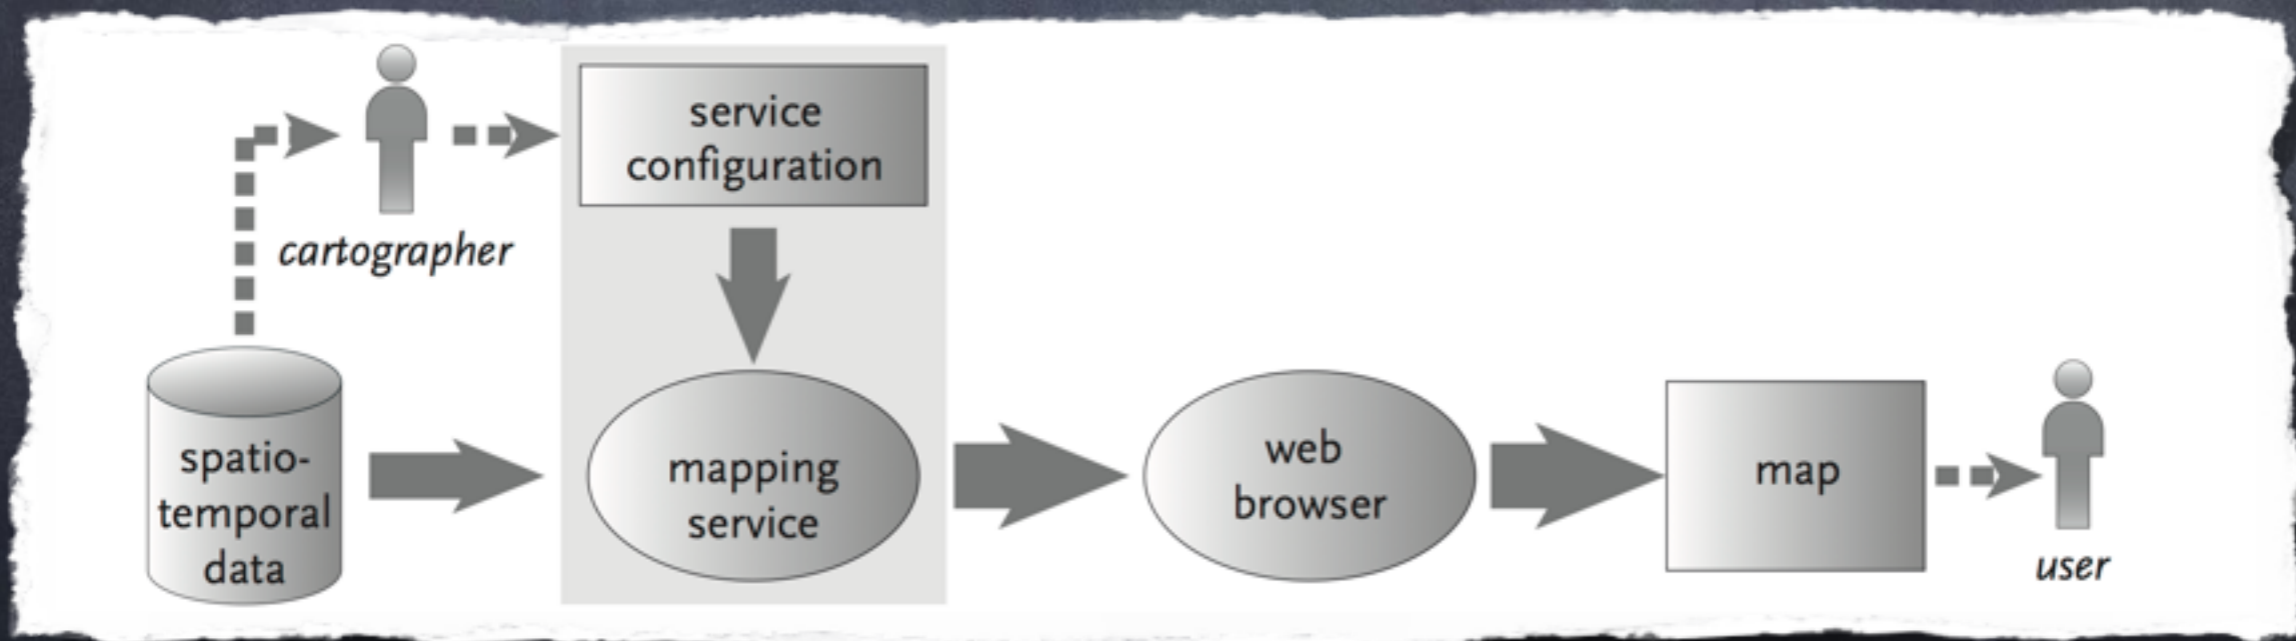 service
configuration
cartographer
spatio-
temporal
data
mapping
service
web
browser
map
user